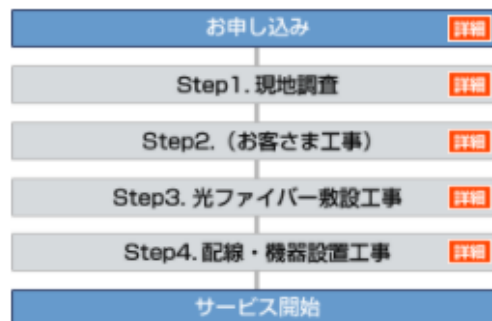 お申し込み 詳細
Step1. 現地調査 詳細
Step2.（お客さま工事） 詳細
Step3. 光ファイバー敷設工事 詳細
Step4. 配線・機器設置工事 詳細
サービス開始